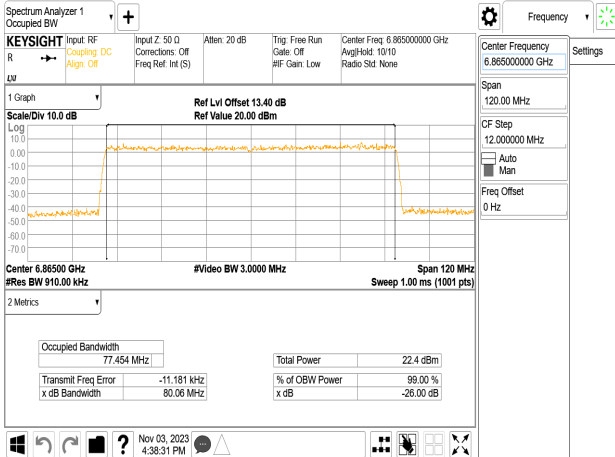 Spectrum Analyzer 1
Occupied BW
Frequency
KEYSIGHT Input: RF Input Z: 50 Ω Atten: 20 dB Trig: Free Run Center Freq: 6.865000000 GHz
R Coupling: DC Corrections: Off Gate: Off Avg|Hold: 10/10
Align: Off Freq Ref: Int (S) #IF Gain: Low Radio Std: None
LXI
Center Frequency
6.865000000 GHz
Settings
Span
120.00 MHz
CF Step
12.000000 MHz
Auto
Man
Freq Offset
0 Hz
1 Graph
Ref Lvl Offset 13.40 dB
Scale/Div 10.0 dB Ref Value 20.00 dBm
Log
10.0
0.00
-10.0
-20.0
-30.0
-40.0
-50.0
-60.0
-70.0
Center 6.86500 GHz #Video BW 3.0000 MHz Span 120 MHz
#Res BW 910.00 kHz Sweep 1.00 ms (1001 pts)
2 Metrics
Occupied Bandwidth
77.454 MHz Total Power 22.4 dBm
Transmit Freq Error -11.181 kHz % of OBW Power 99.00 %
x dB Bandwidth 80.06 MHz x dB -26.00 dB
? Nov 03, 2023
4:38:31 PM